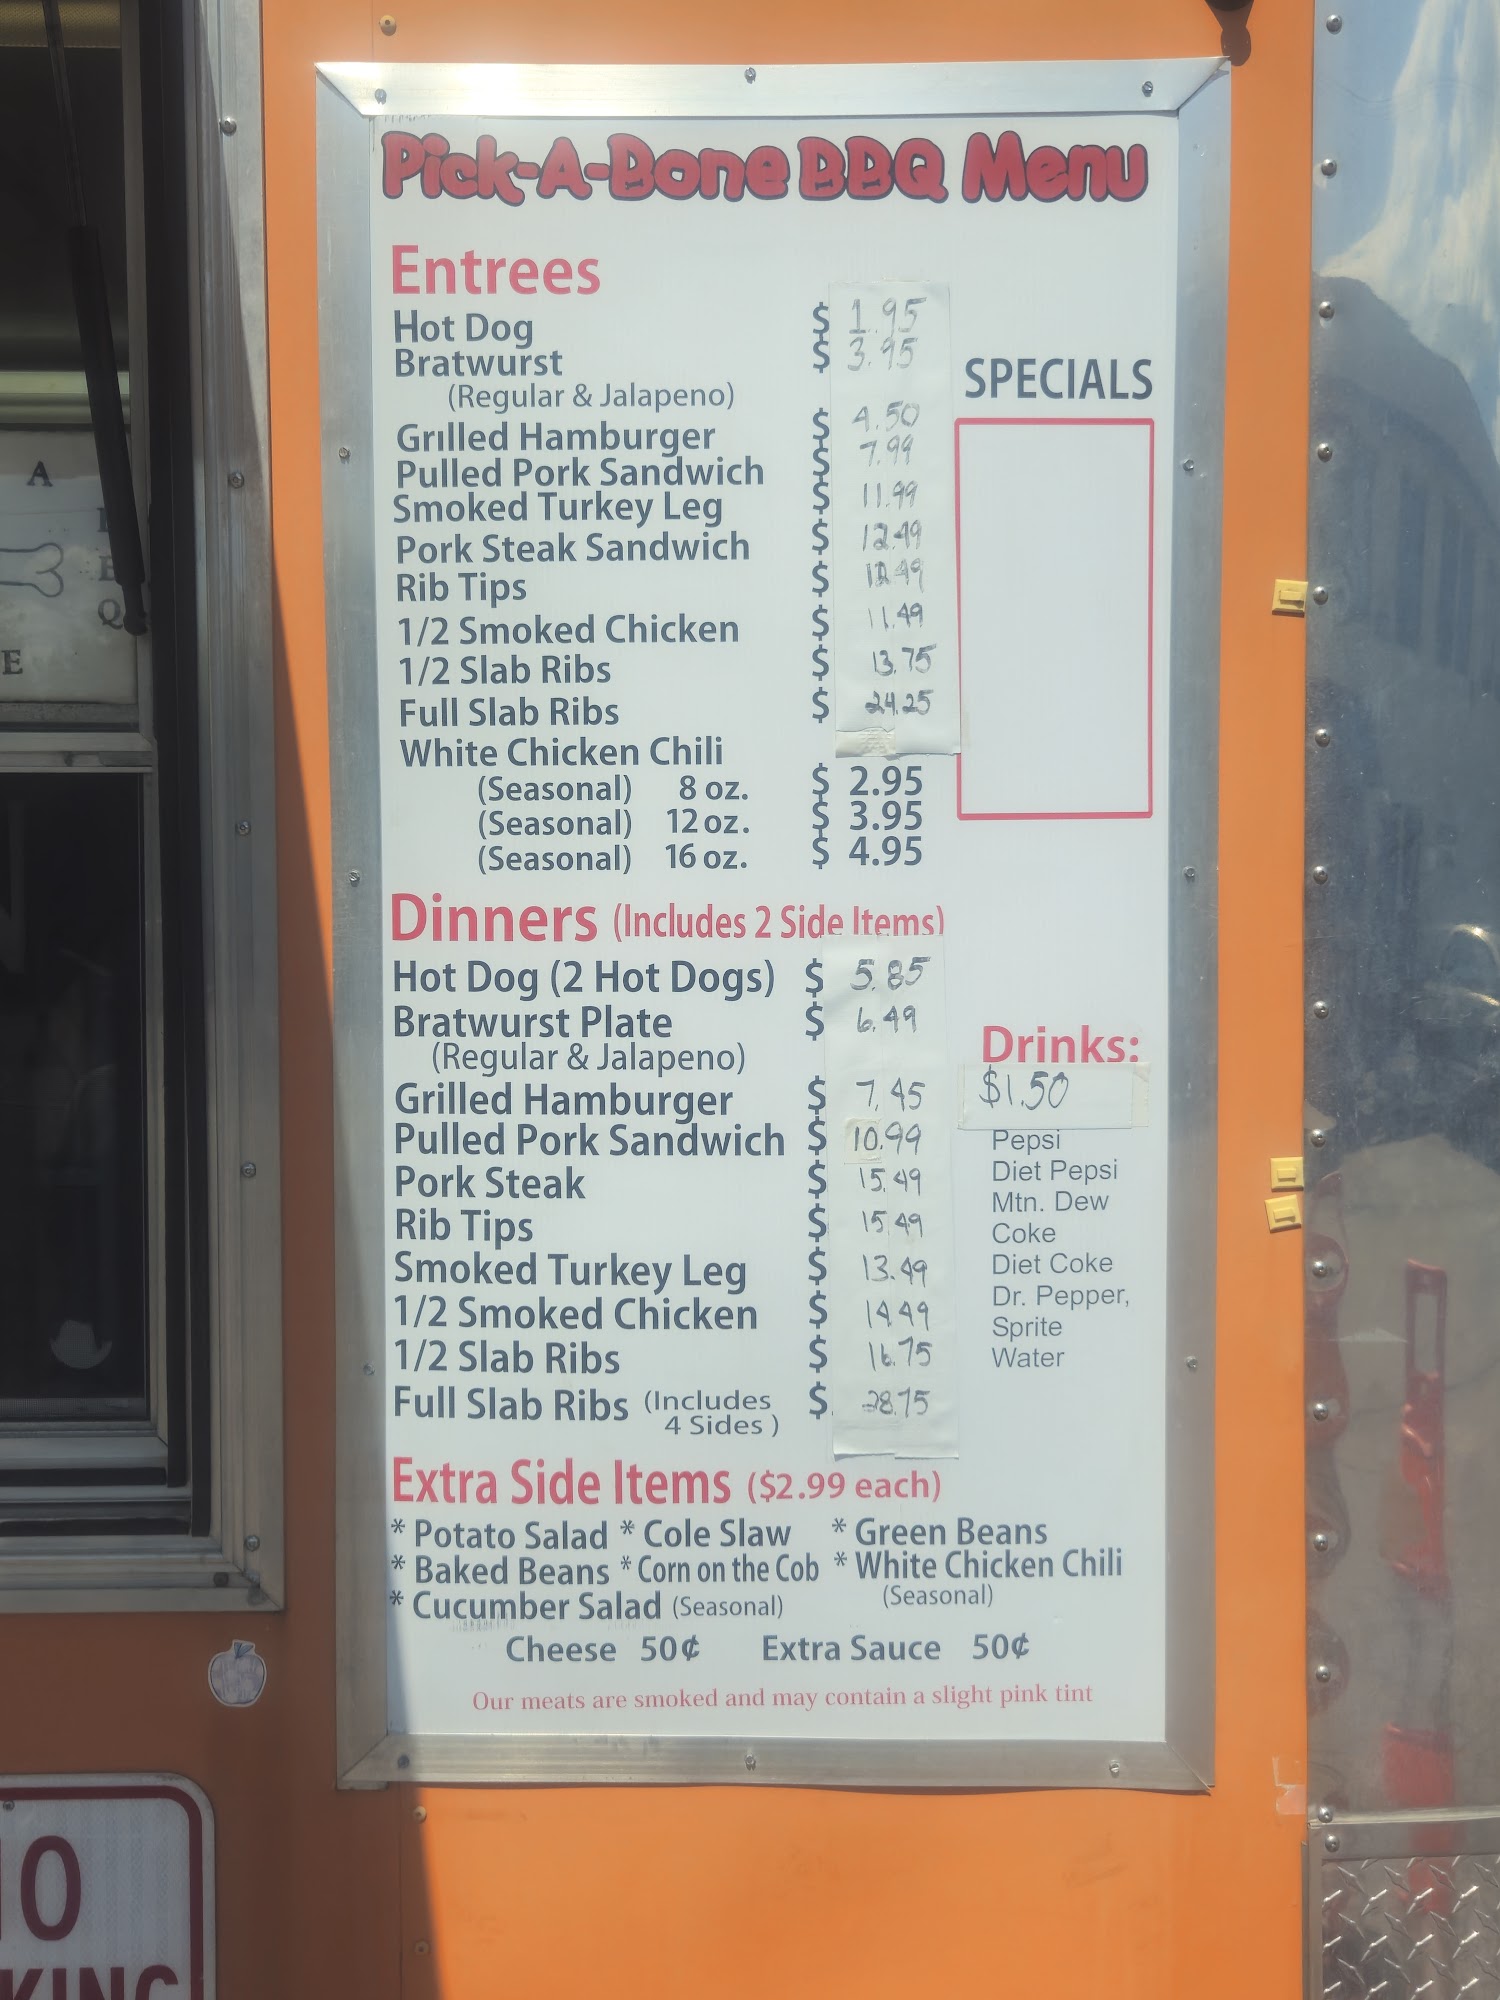 Pick-A-Bone BBQ Menu
Entrees
Hot Dog $ 1.95
Bratwurst $ 3.95
(Regular & Jalapeno)
Grilled Hamburger $ 4.50
Pulled Pork Sandwich $ 7.99
Smoked Turkey Leg $ 11.99
Pork Steak Sandwich $ 12.49
Rib Tips $ 12.49
1/2 Smoked Chicken $ 11.49
1/2 Slab Ribs $ 13.75
Full Slab Ribs $ 24.25
White Chicken Chili
(Seasonal) 8 oz. $ 2.95
(Seasonal) 12 oz. $ 3.95
(Seasonal) 16 oz. $ 4.95
SPECIALS
Dinners (Includes 2 Side Items)
Hot Dog (2 Hot Dogs) $ 5.85
Bratwurst Plate $ 6.49
(Regular & Jalapeno)
Grilled Hamburger $ 7.45
Pulled Pork Sandwich $ 10.99
Pork Steak $ 15.49
Rib Tips $ 15.49
Smoked Turkey Leg $ 13.49
1/2 Smoked Chicken $ 14.49
1/2 Slab Ribs $ 16.75
Full Slab Ribs (Includes $ 28.75
4 Sides )
Drinks:
$1.50
Pepsi
Diet Pepsi
Mtn. Dew
Coke
Diet Coke
Dr. Pepper,
Sprite
Water
Extra Side Items ($2.99 each)
* Potato Salad * Cole Slaw * Green Beans
* Baked Beans * Corn on the Cob * White Chicken Chili
(Seasonal)
* Cucumber Salad (Seasonal)
Cheese 50¢ Extra Sauce 50¢
Our meats are smoked and may contain a slight pink tint
A
Q
E